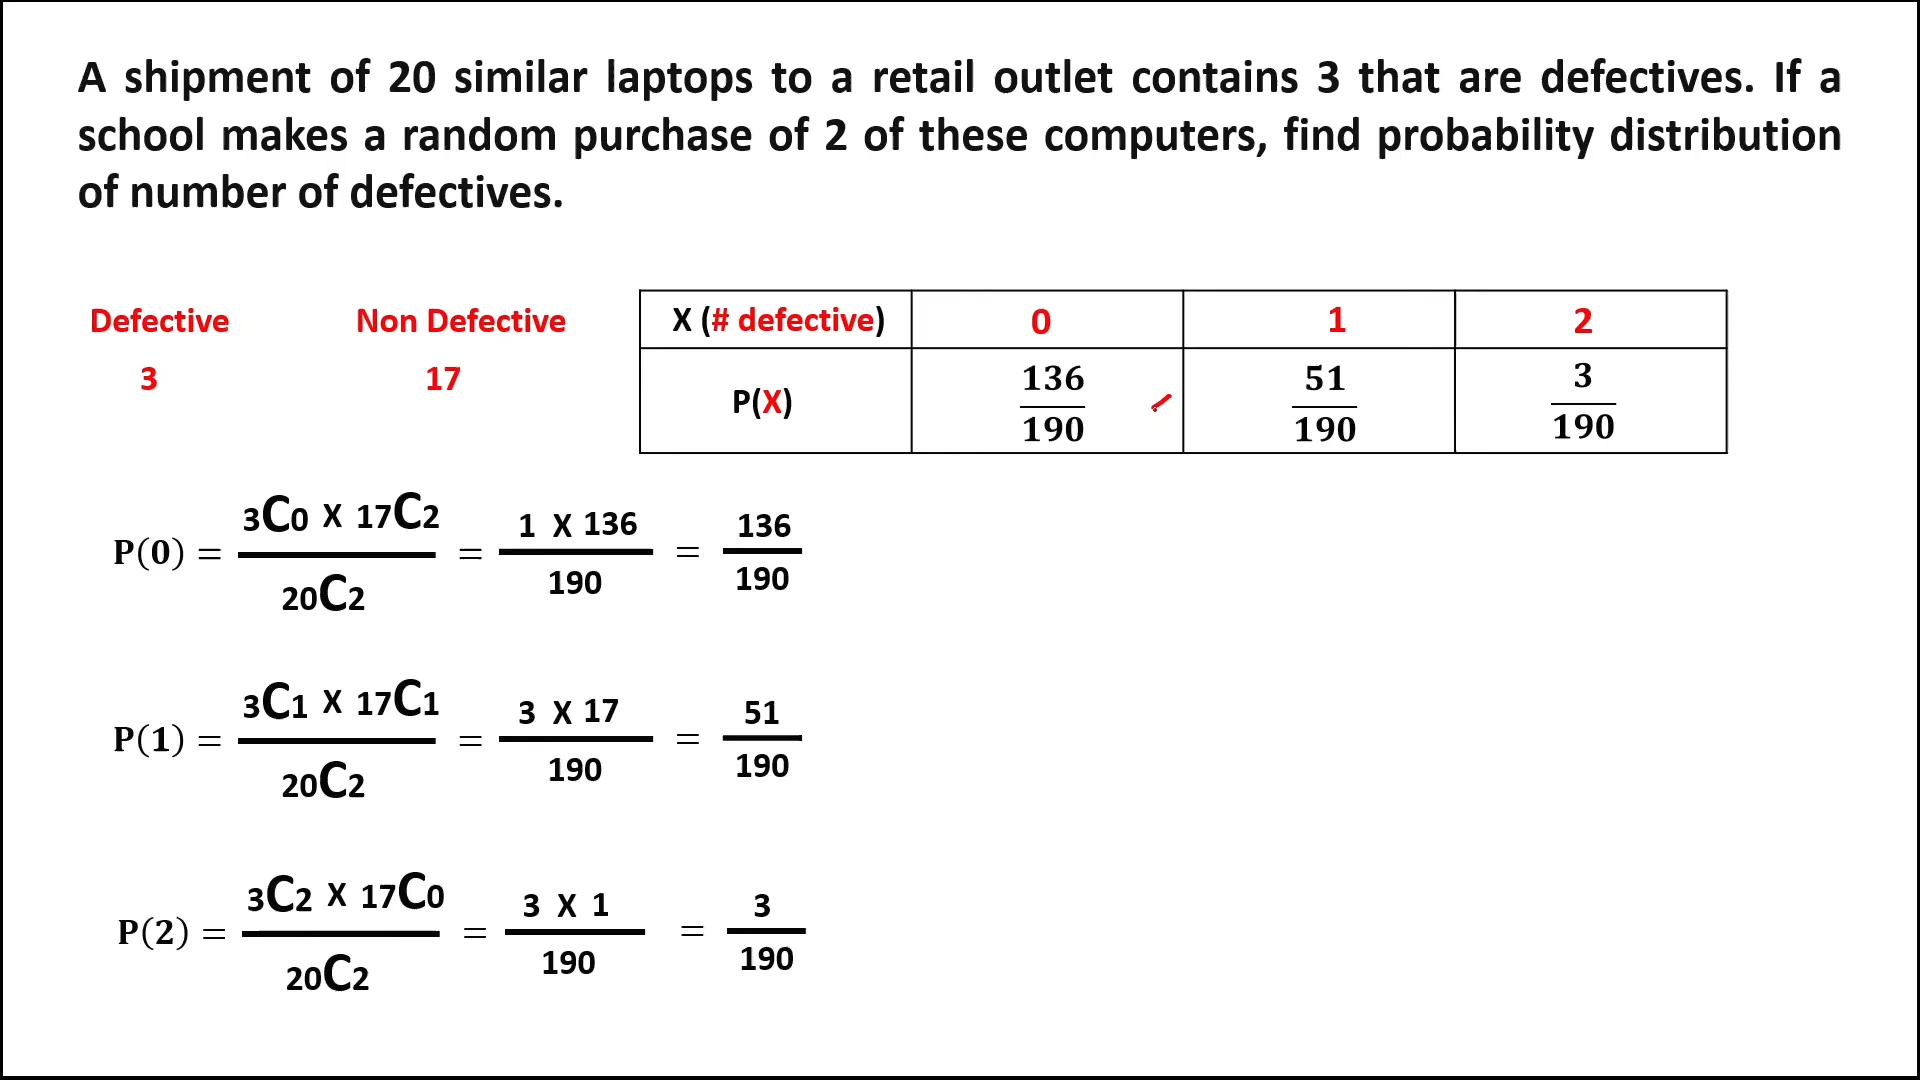 A shipment of 20 similar laptops to a retail outlet contains 3 that are defectives. If a
school makes a random purchase of 2 of these computers, find probability distribution
of number of defectives.
Defective Non Defective
3 17
X (# defective) 0 1 2
P(X) 136/190 51/190 3/190
P(0) = 3C0 X 17C2 / 20C2 = 1 X 136 / 190 = 136/190
P(1) = 3C1 X 17C1 / 20C2 = 3 X 17 / 190 = 51/190
P(2) = 3C2 X 17C0 / 20C2 = 3 X 1 / 190 = 3/190